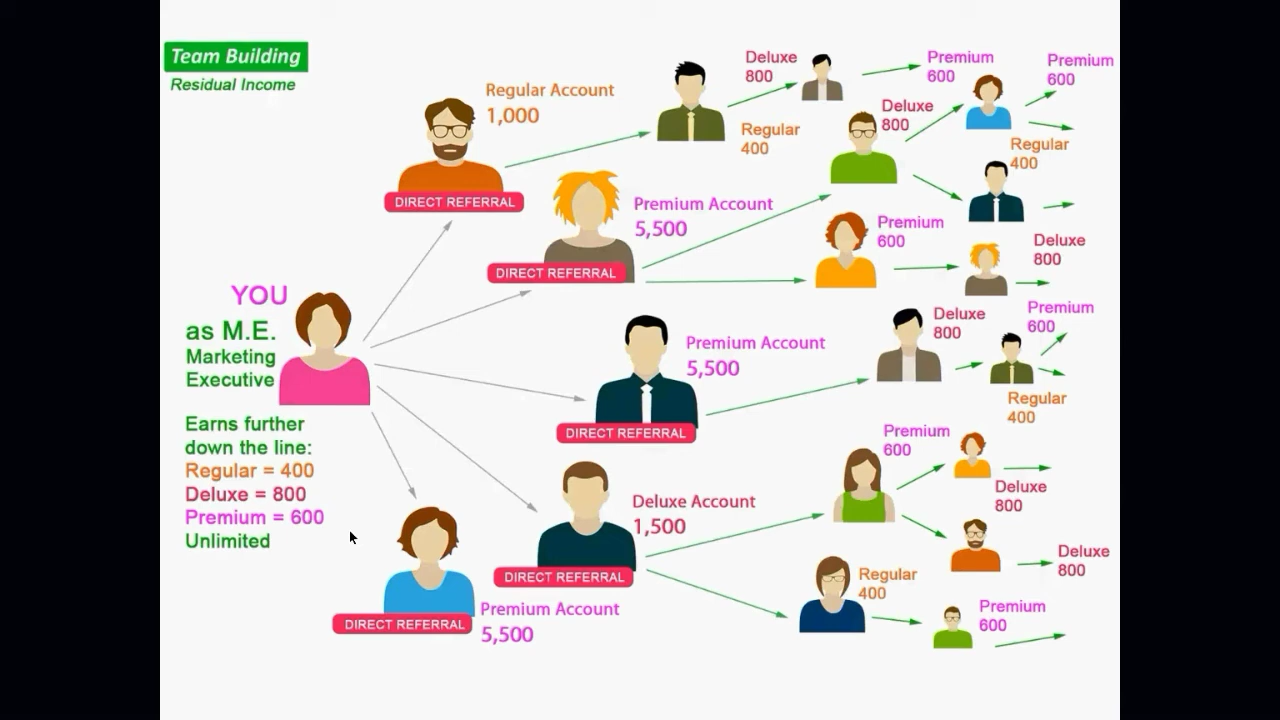 Team Building
Residual Income
Regular Account
1,000
DIRECT REFERRAL
Deluxe
800
Regular
400
Premium
600
Premium
600
Deluxe
800
Regular
400
Premium Account
5,500
DIRECT REFERRAL
Premium
600
Deluxe
800
YOU
as M.E.
Marketing
Executive
Earns further
down the line:
Regular = 400
Deluxe = 800
Premium = 600
Unlimited
Premium Account
5,500
DIRECT REFERRAL
Deluxe
800
Premium
600
Regular
400
Deluxe Account
1,500
DIRECT REFERRAL
Premium
600
Deluxe
800
Deluxe
800
Regular
400
Premium
600
Premium Account
5,500
DIRECT REFERRAL